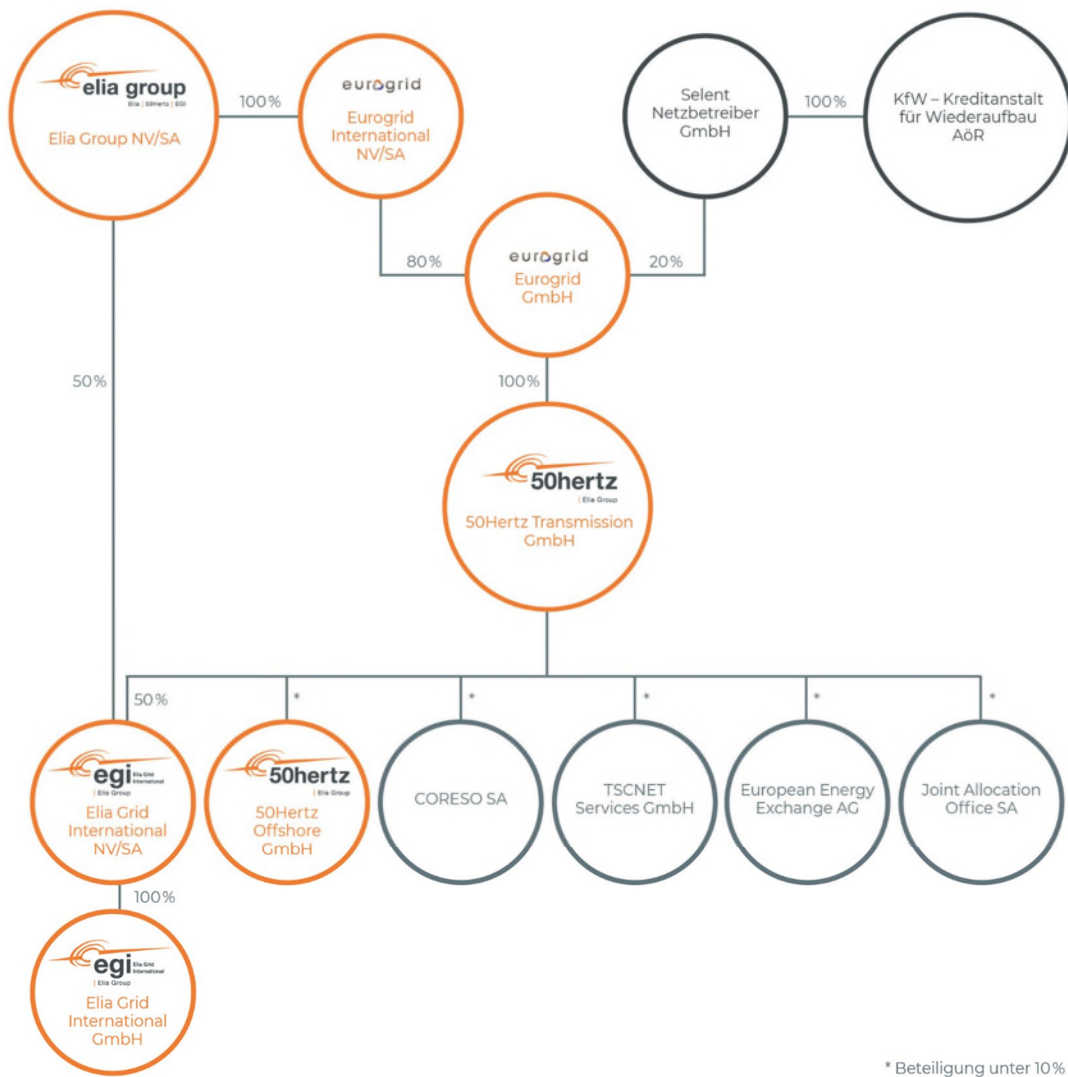 elia group
Elia | 50Hertz | EGI
Elia Group NV/SA
100%
eurogrid
Eurogrid
International
NV/SA
Selent
Netzbetreiber
GmbH
100%
KfW – Kreditanstalt
für Wiederaufbau
AöR
80%
eurogrid
Eurogrid
GmbH
20%
50%
100%
50hertz
| Elia Group
50Hertz Transmission
GmbH
50%
*
*
*
*
*
egi Elia Grid
International
| Elia Group
Elia Grid
International
NV/SA
50hertz
| Elia Group
50Hertz
Offshore
GmbH
CORESO SA
TSCNET
Services GmbH
European Energy
Exchange AG
Joint Allocation
Office SA
100%
egi Elia Grid
International
| Elia Group
Elia Grid
International
GmbH
* Beteiligung unter 10%